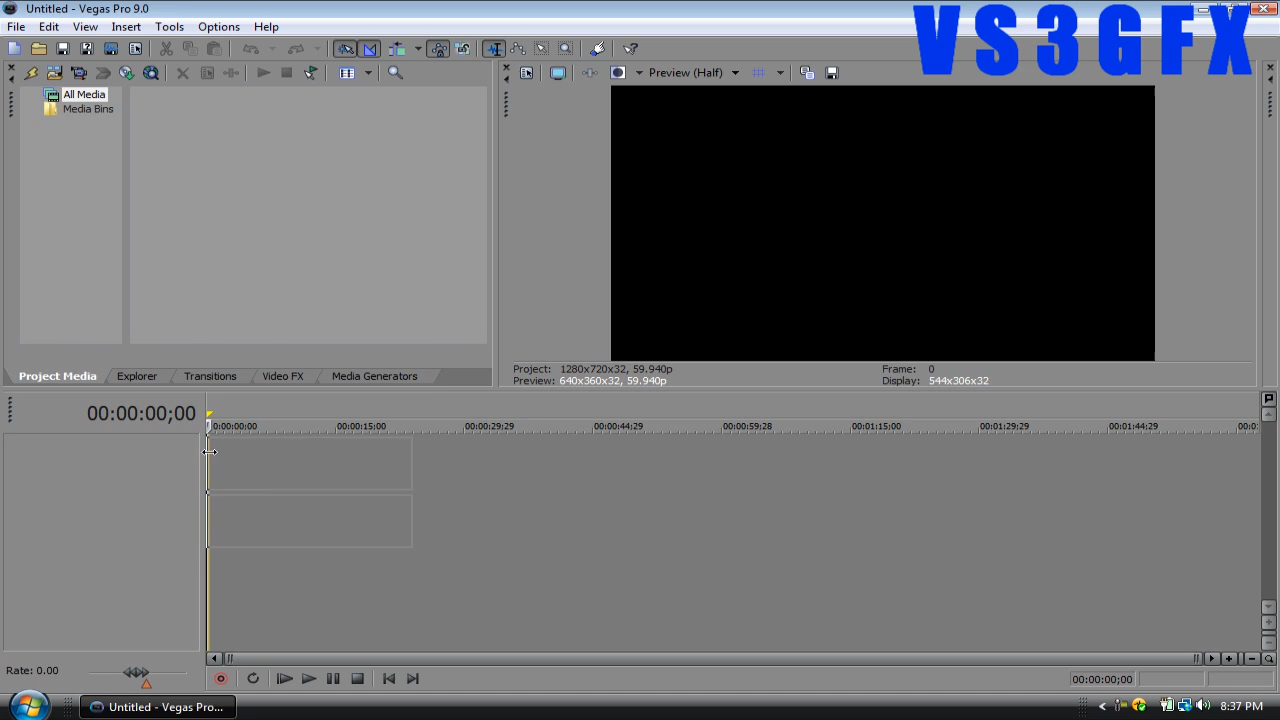 Untitled - Vegas Pro 9.0
File Edit View Insert Tools Options Help
VS3GFX
Preview (Half)
All Media
Media Bins
Project: 1280x720x32, 59.940p Frame: 0
Preview: 640x360x32, 59.940p Display: 544x306x32
Project Media Explorer Transitions Video FX Media Generators
00:00:00;00
0:00:00:00 00:00:15;00 00:00:29;29 00:00:44;29 00:00:59;28 00:01:15;00 00:01:29;29 00:01:44;29 00:0
Rate: 0.00
00:00:00;00
Untitled - Vegas Pro...
8:37 PM